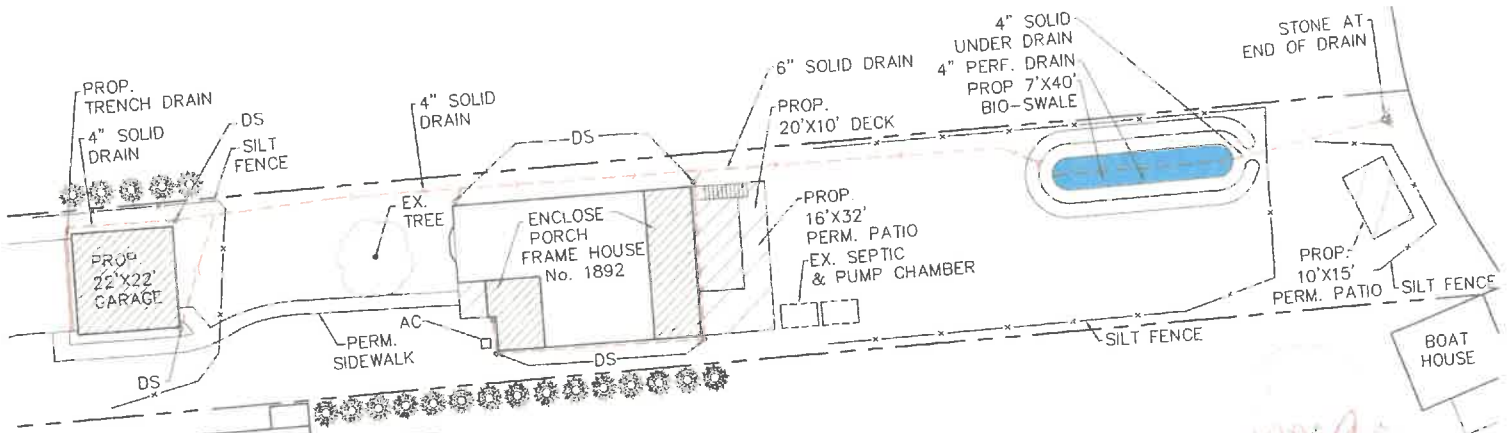 PROP.
TRENCH DRAIN
4" SOLID
DRAIN
DS
SILT
FENCE
4" SOLID
DRAIN
DS
6" SOLID DRAIN
PROP.
20'X10' DECK
4" SOLID
UNDER DRAIN
4" PERF. DRAIN
PROP 7'X40'
BIO-SWALE
STONE AT
END OF DRAIN
EX.
TREE
ENCLOSE
PORCH
FRAME HOUSE
No. 1892
PROP.
16'X32'
PERM. PATIO
EX. SEPTIC
& PUMP CHAMBER
PROP.
22'X22'
GARAGE
PROP.
10'X15'
PERM. PATIO
SILT FENCE
AC
PERM.
SIDEWALK
DS
DS
SILT FENCE
BOAT
HOUSE